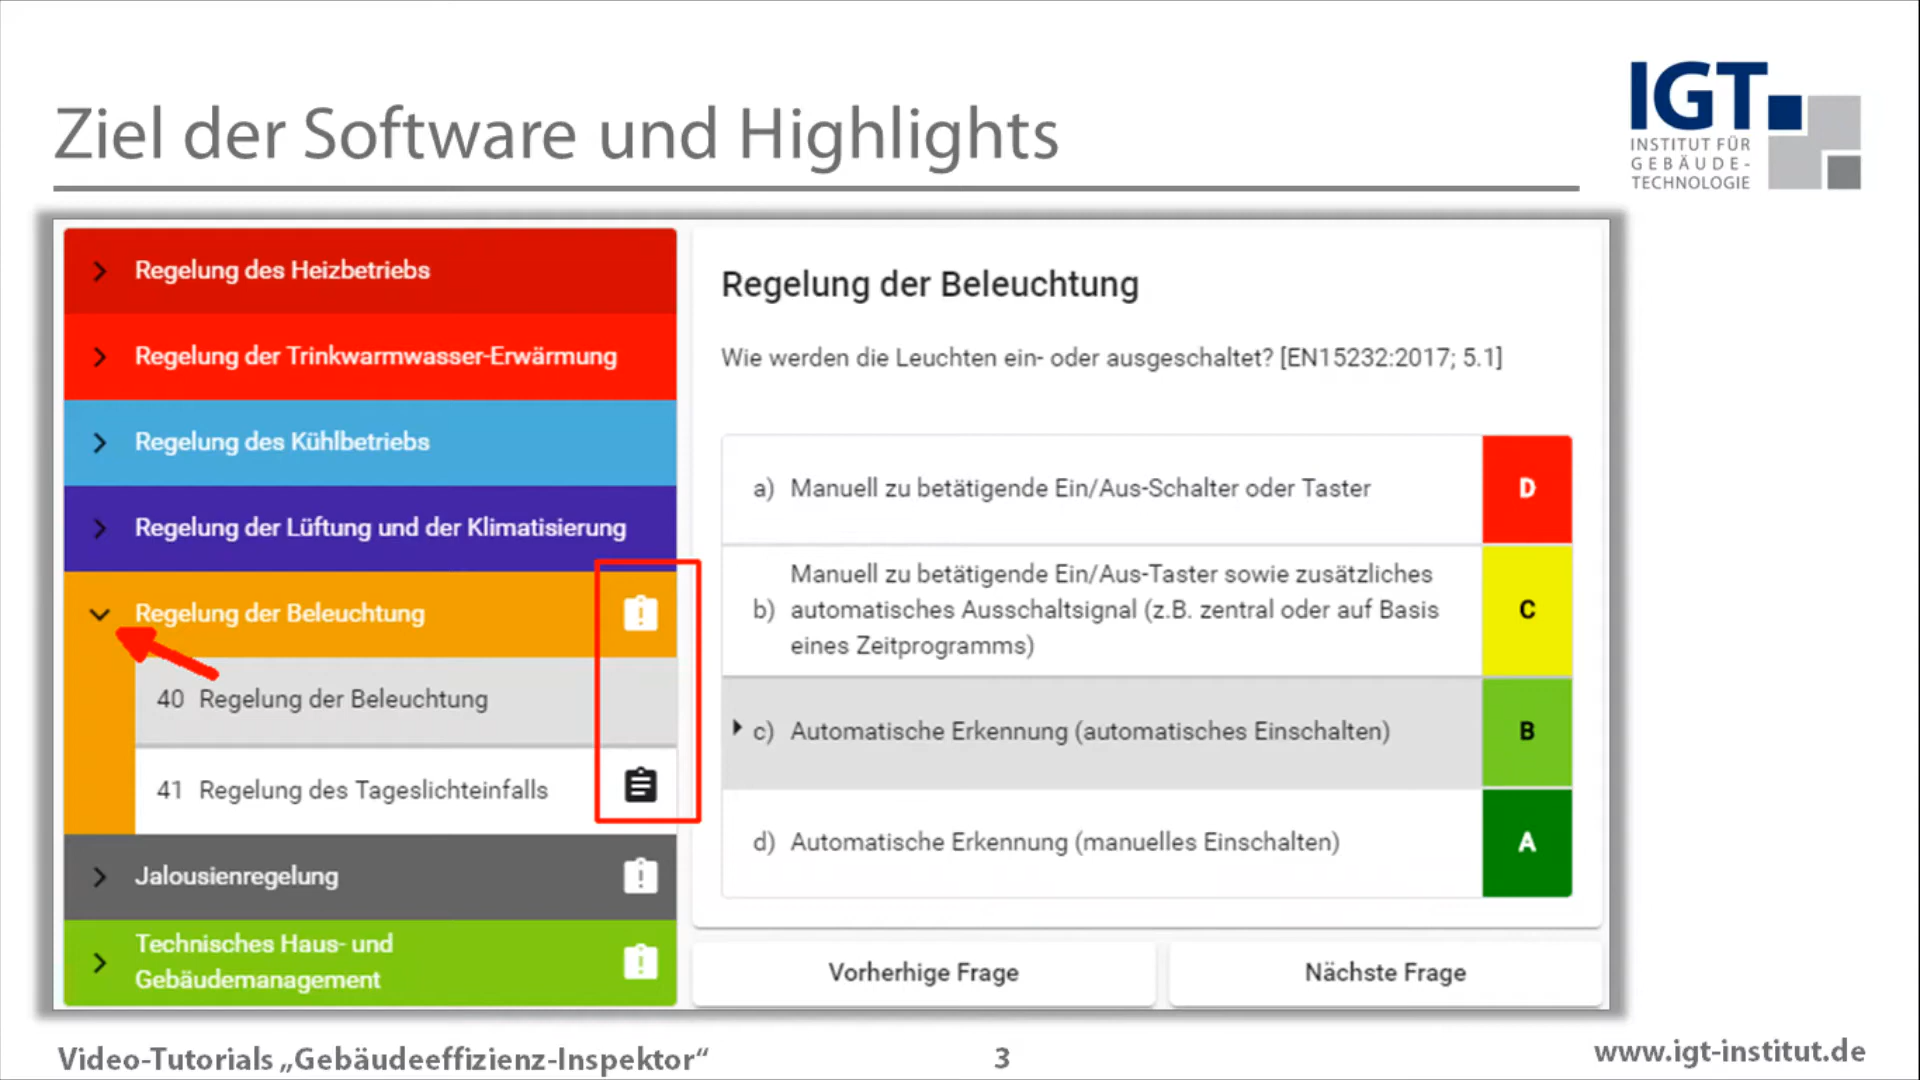 Ziel der Software und Highlights
IGT
INSTITUT FÜR
GEBÄUDE-
TECHNOLOGIE
Regelung des Heizbetriebs
Regelung der Trinkwarmwasser-Erwärmung
Regelung des Kühlbetriebs
Regelung der Lüftung und der Klimatisierung
Regelung der Beleuchtung
40 Regelung der Beleuchtung
41 Regelung des Tageslichteinfalls
Jalousienregelung
Technisches Haus- und
Gebäudemanagement
Regelung der Beleuchtung
Wie werden die Leuchten ein- oder ausgeschaltet? [EN15232:2017; 5.1]
a) Manuell zu betätigende Ein/Aus-Schalter oder Taster D
Manuell zu betätigende Ein/Aus-Taster sowie zusätzliches
b) automatisches Ausschaltsignal (z.B. zentral oder auf Basis C
eines Zeitprogramms)
c) Automatische Erkennung (automatisches Einschalten) B
d) Automatische Erkennung (manuelles Einschalten) A
Vorherhige Frage
Nächste Frage
Video-Tutorials „Gebäudeeffizienz-Inspektor“
3
www.igt-institut.de